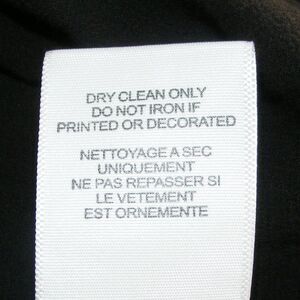 DRY CLEAN ONLY
DO NOT IRON IF
PRINTED OR DECORATED
NETTOYAGE A SEC
UNIQUEMENT
NE PAS REPASSER SI
LE VETEMENT
EST ORNEMENTE